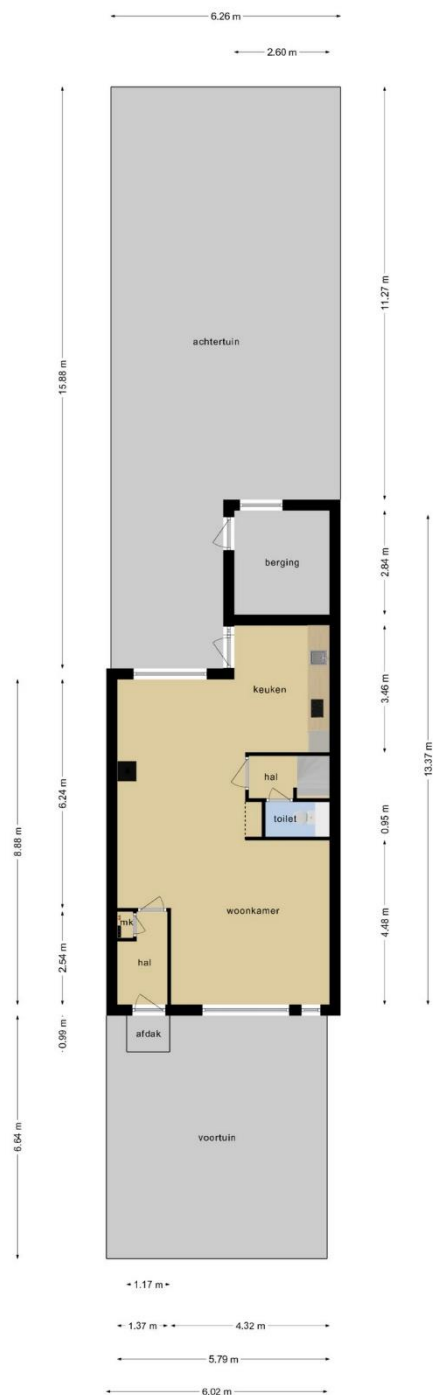 6.26 m
2.60 m
15.88 m
11.27 m
achtertuin
berging
2.84 m
13.37 m
keuken
3.46 m
hal
toilet
0.95 m
6.24 m
8.88 m
woonkamer
4.48 m
mk
hal
2.54 m
afdak
0.99 m
voortuin
6.64 m
1.17 m
1.37 m
4.32 m
5.79 m
6.02 m